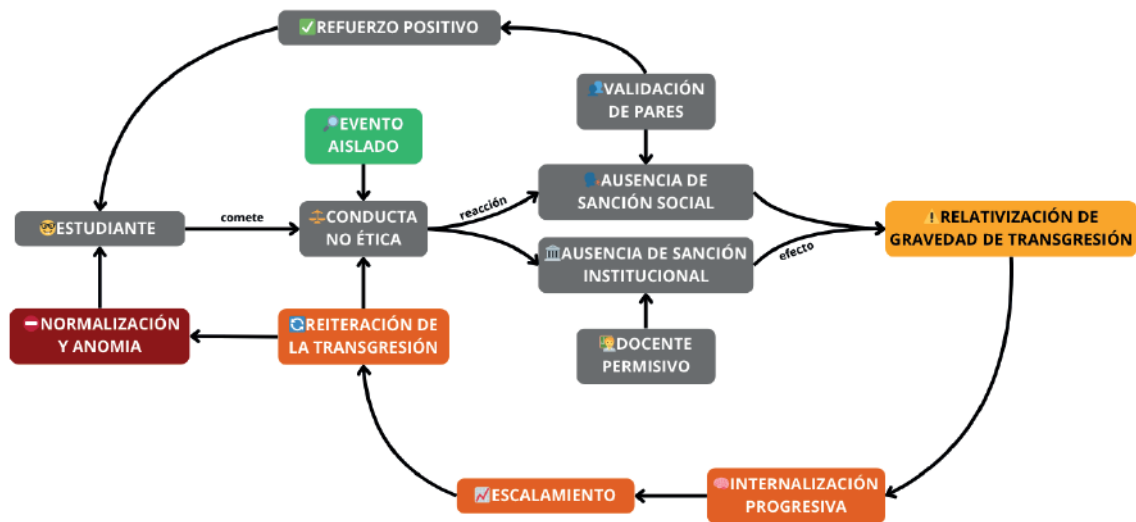 REFUERZO POSITIVO
VALIDACIÓN
DE PARES
EVENTO
AISLADO
ESTUDIANTE
comete
CONDUCTA
NO ÉTICA
reacción
AUSENCIA DE
SANCIÓN SOCIAL
AUSENCIA DE SANCIÓN
INSTITUCIONAL
efecto
RELATIVIZACIÓN DE
GRAVEDAD DE TRANSGRESIÓN
NORMALIZACIÓN
Y ANOMIA
REITERACIÓN DE
LA TRANSGRESIÓN
DOCENTE
PERMISIVO
ESCALAMIENTO
INTERNALIZACIÓN
PROGRESIVA